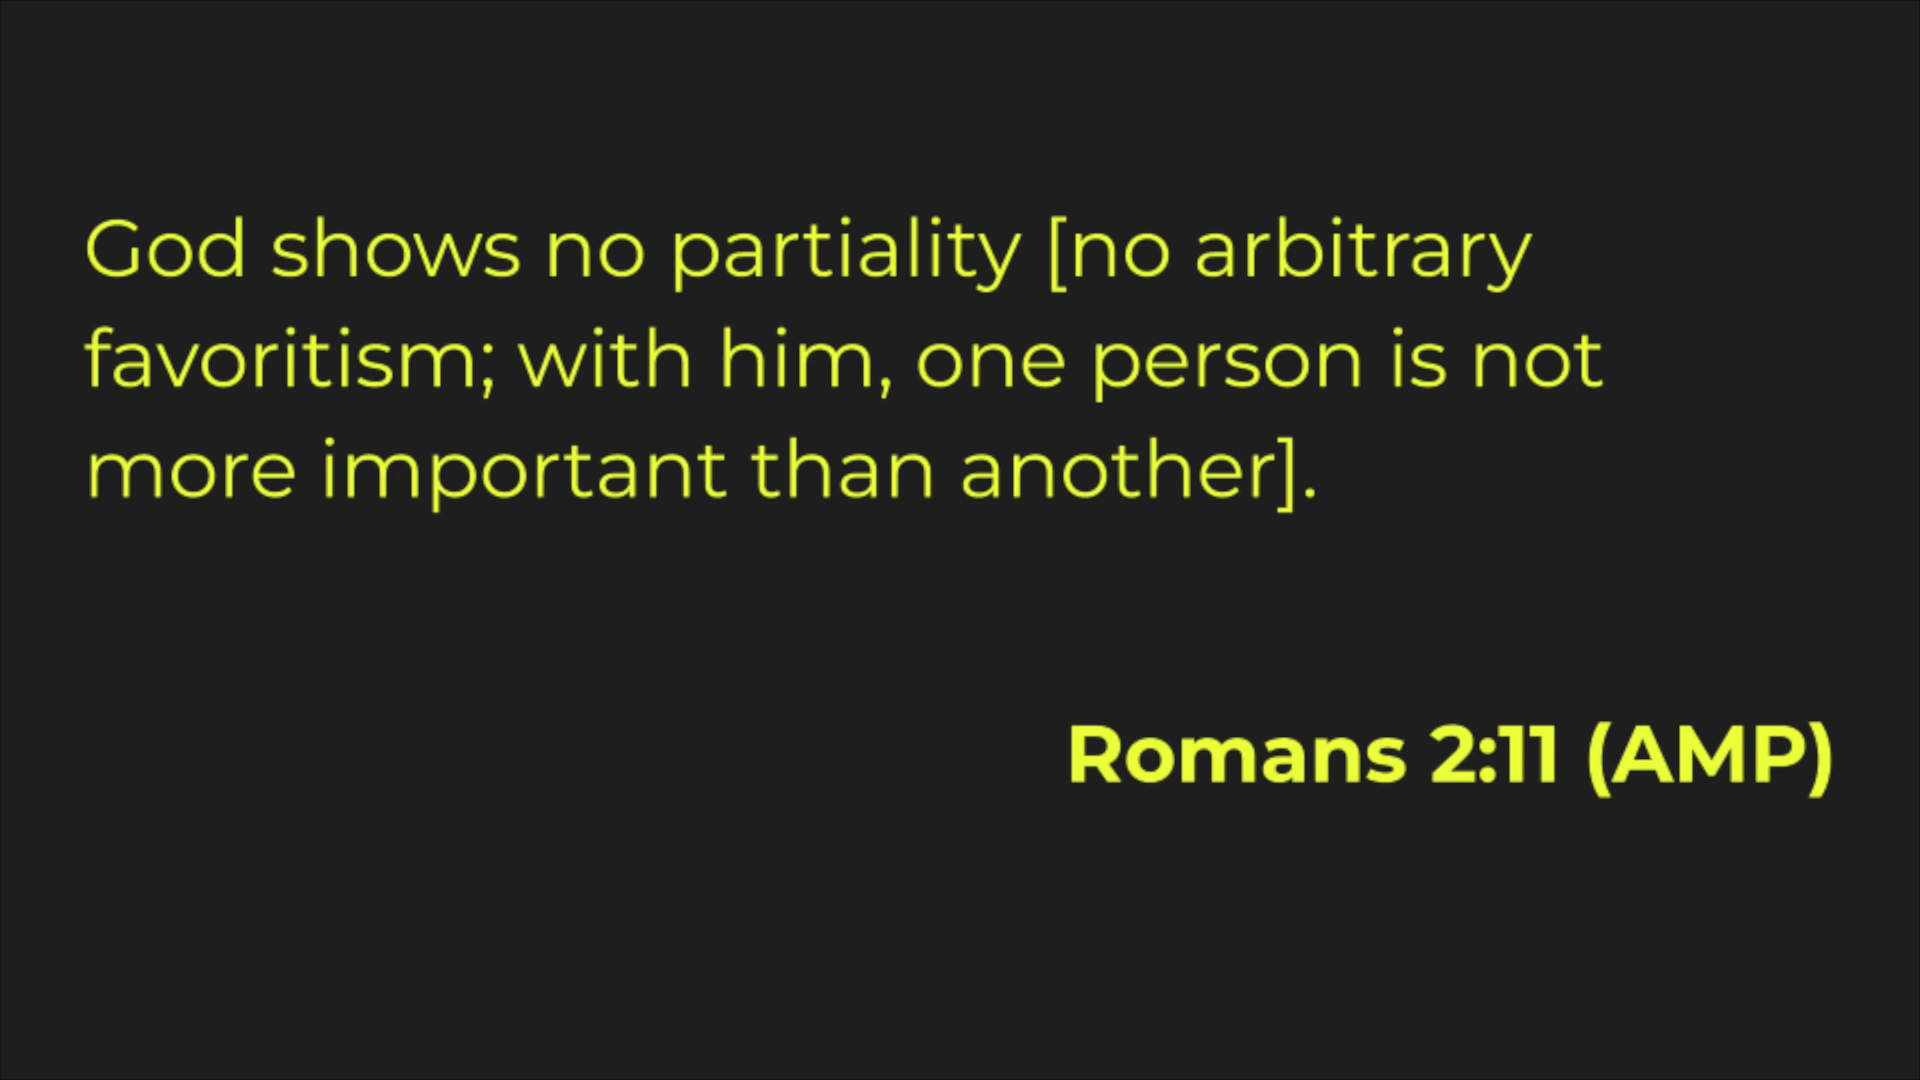 God shows no partiality [no arbitrary
favoritism; with him, one person is not
more important than another].
Romans 2:11 (AMP)